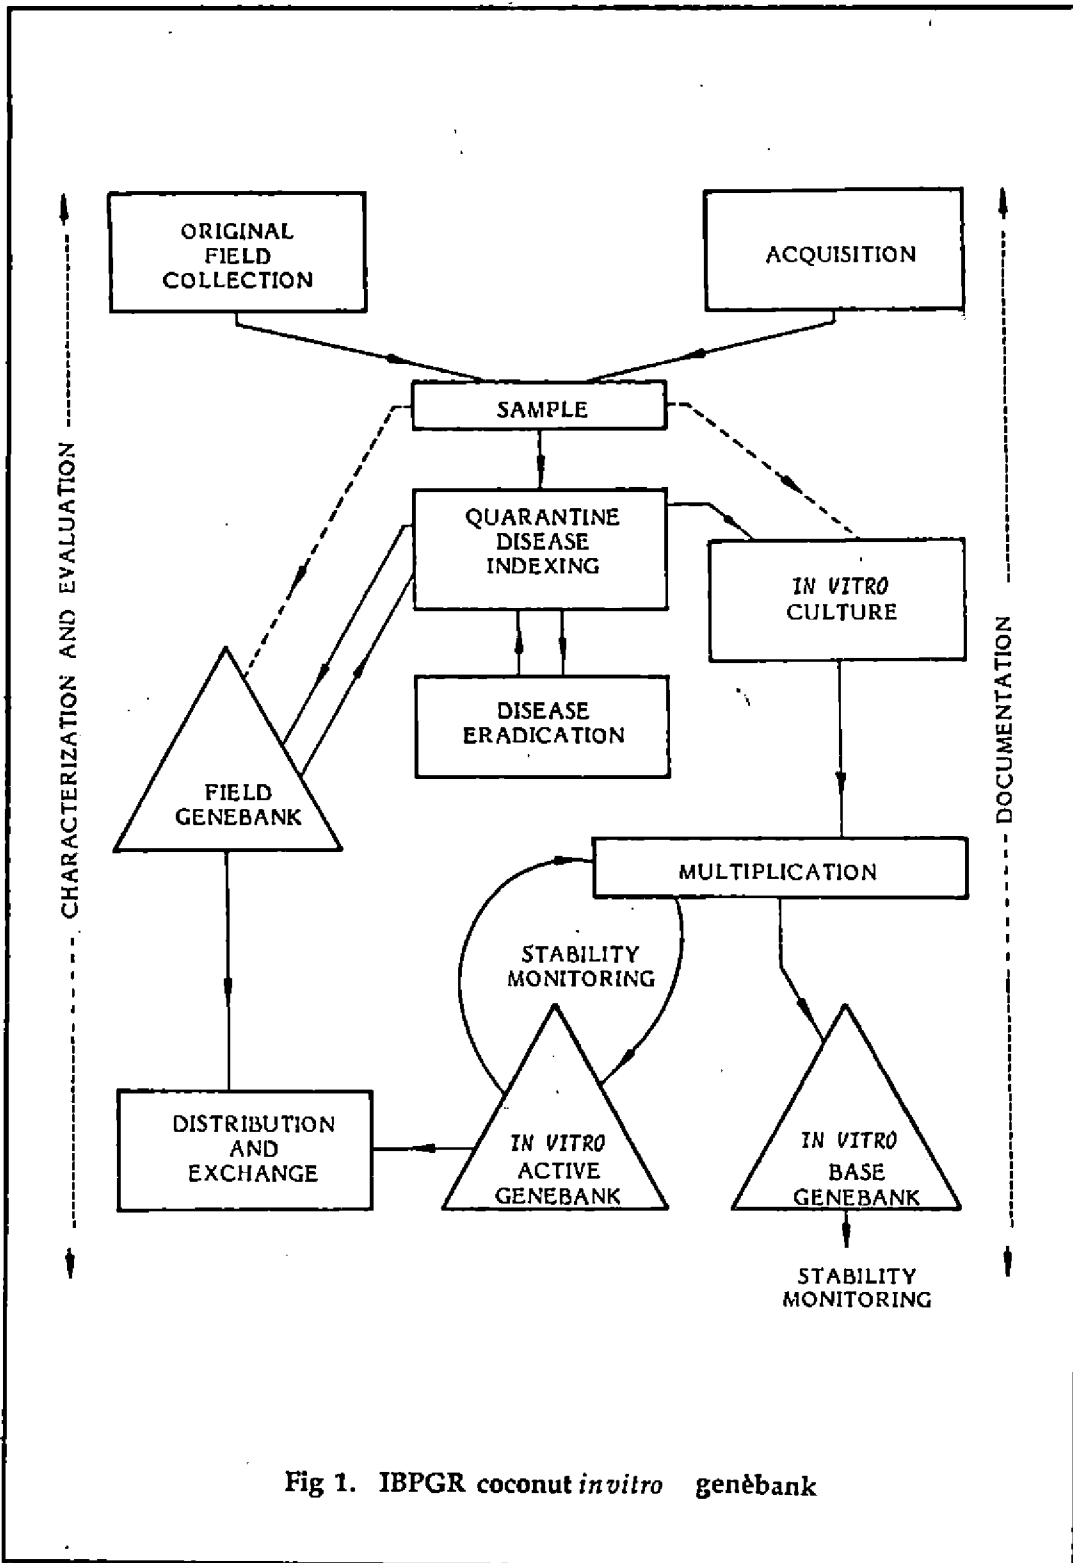 ORIGINAL
FIELD
COLLECTION
ACQUISITION
SAMPLE
QUARANTINE
DISEASE
INDEXING
IN VITRO
CULTURE
DISEASE
ERADICATION
FIELD
GENEBANK
MULTIPLICATION
STABILITY
MONITORING
DISTRIBUTION
AND
EXCHANGE
IN VITRO
ACTIVE
GENEBANK
IN VITRO
BASE
GENEBANK
STABILITY
MONITORING
CHARACTERIZATION AND EVALUATION
DOCUMENTATION
Fig 1. IBPGR coconut invitro genèbank